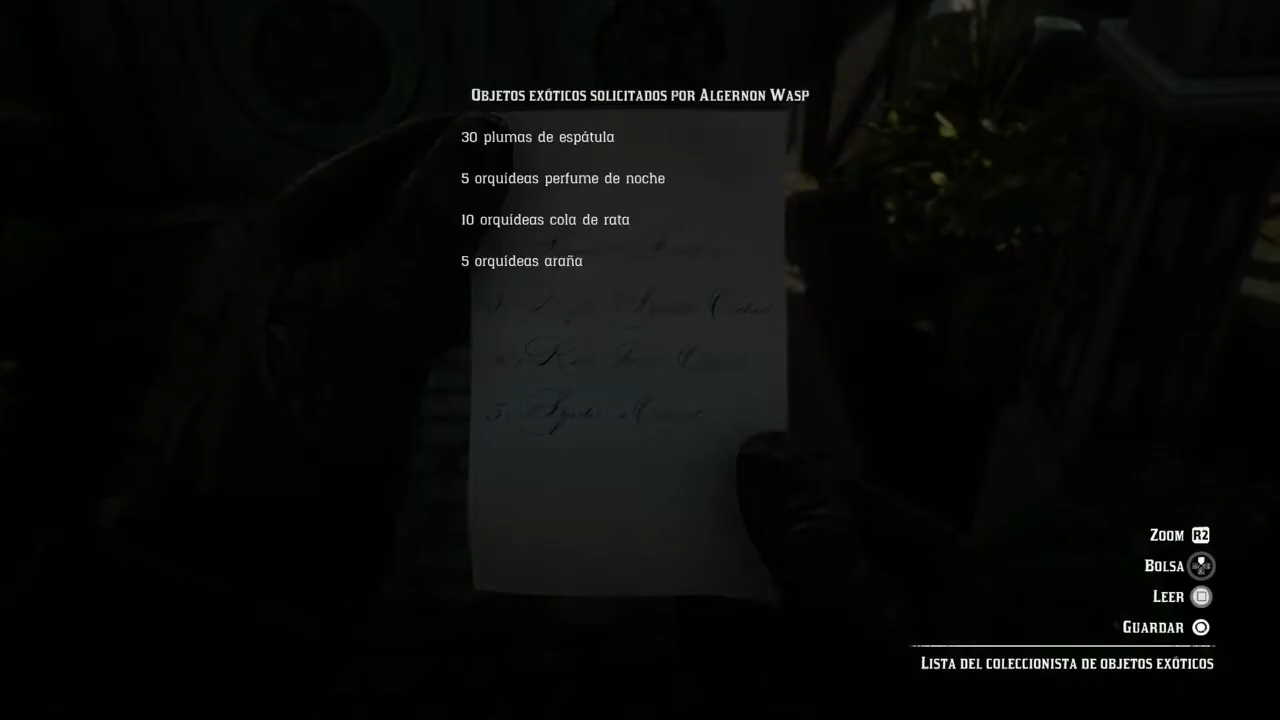 Objetos exóticos solicitados por Algernon Wasp
30 plumas de espátula
5 orquídeas perfume de noche
10 orquídeas cola de rata
5 orquídeas araña
Zoom R2
Bolsa
Leer
Guardar
Lista del coleccionista de objetos exóticos